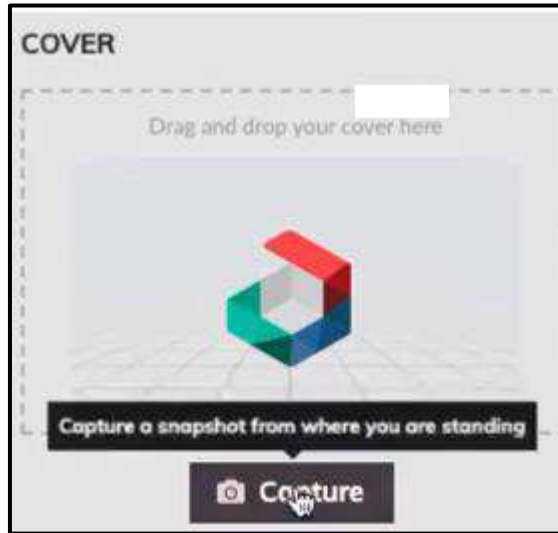 COVER
Drag and drop your cover here
Capture a snapshot from where you are standing
Capture